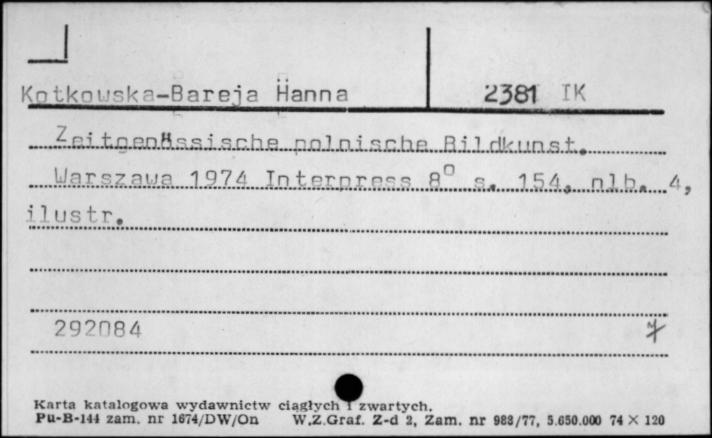 Kotkowska-Bareja Hanna 2381 IK
Zeitgenössische polnische Bildkunst.
Warszawa 1974 Interpress 8° s. 154, nlb. 4,
ilustr.
292084
Karta katalogowa wydawnictw ciągłych i zwartych.
Pu-B-144 zam. nr 1674/DW/On W.Z.Graf. Z-d 2, Zam. nr 988/77, 5.650.000 74 × 120